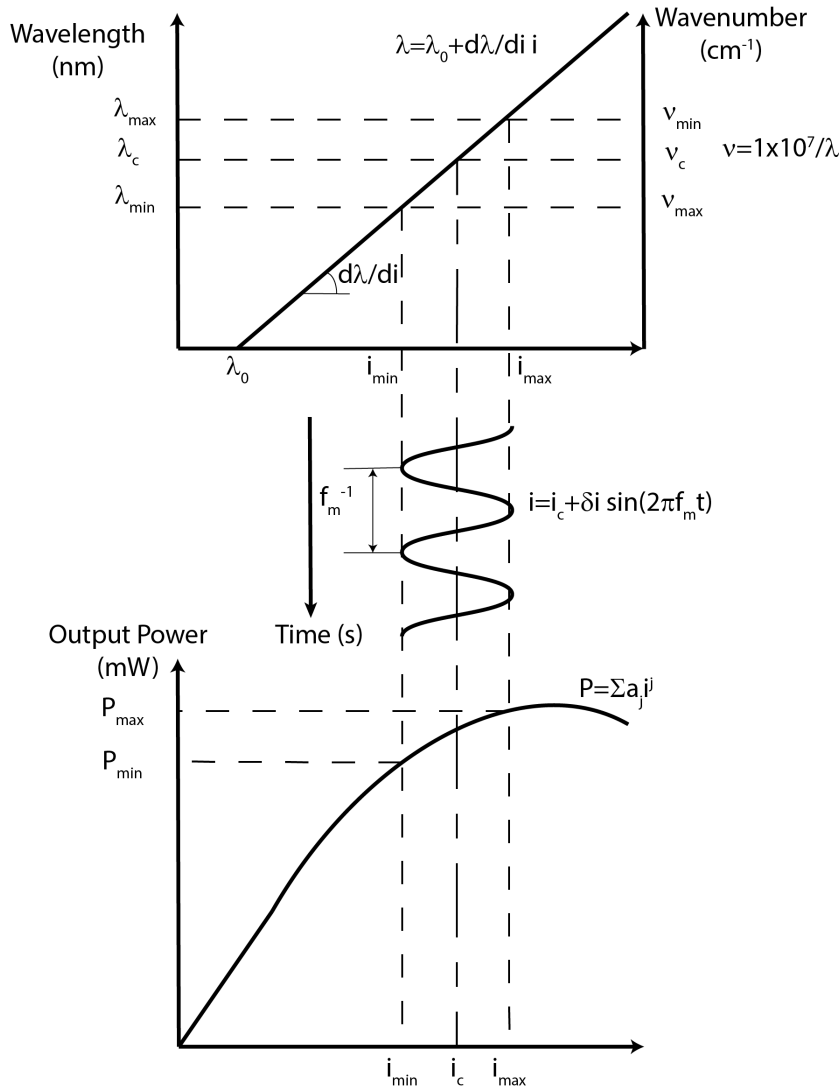 Wavelength
(nm)
λ=λ₀+dλ/di i
Wavenumber
(cm⁻¹)
λmax
νmin
λc
νc
ν=1x10⁷/λ
λmin
νmax
dλ/di
λ₀
imin
imax
fm⁻¹
i=ic+δi sin(2πfmt)
Output Power
(mW)
Time (s)
P=Σajiʲ
Pmax
Pmin
imin
ic
imax